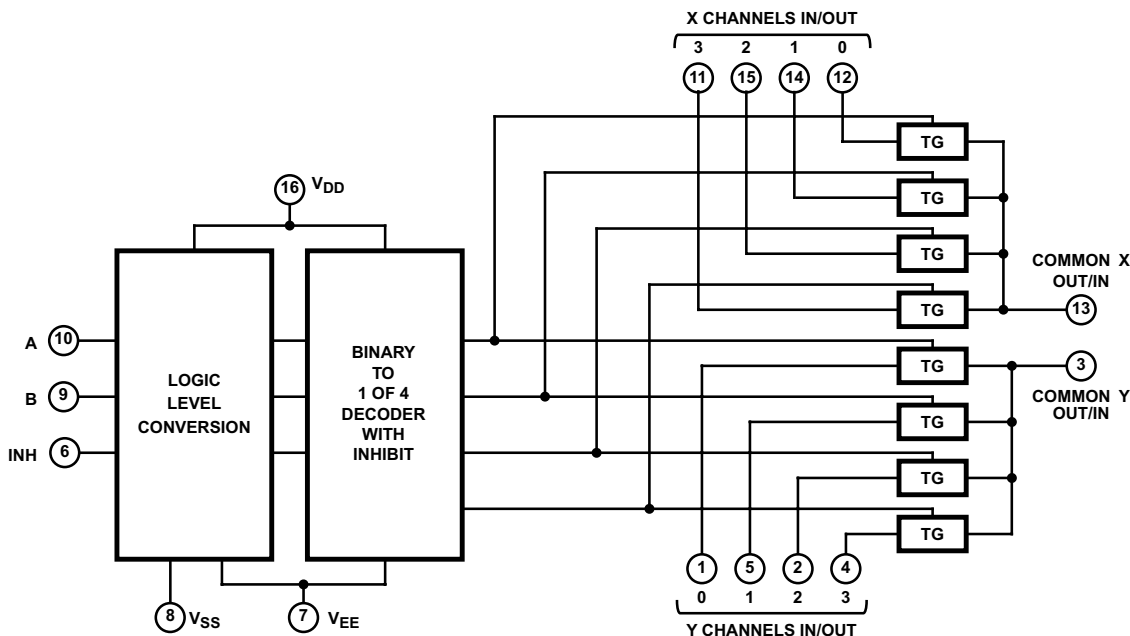 X CHANNELS IN/OUT
3 2 1 0
11 15 14 12
TG
TG
TG
TG
COMMON X
OUT/IN
13
16 VDD
A 10
B 9
INH 6
LOGIC
LEVEL
CONVERSION
BINARY
TO
1 OF 4
DECODER
WITH
INHIBIT
TG
TG
TG
TG
3
COMMON Y
OUT/IN
8 VSS
7 VEE
1 5 2 4
0 1 2 3
Y CHANNELS IN/OUT